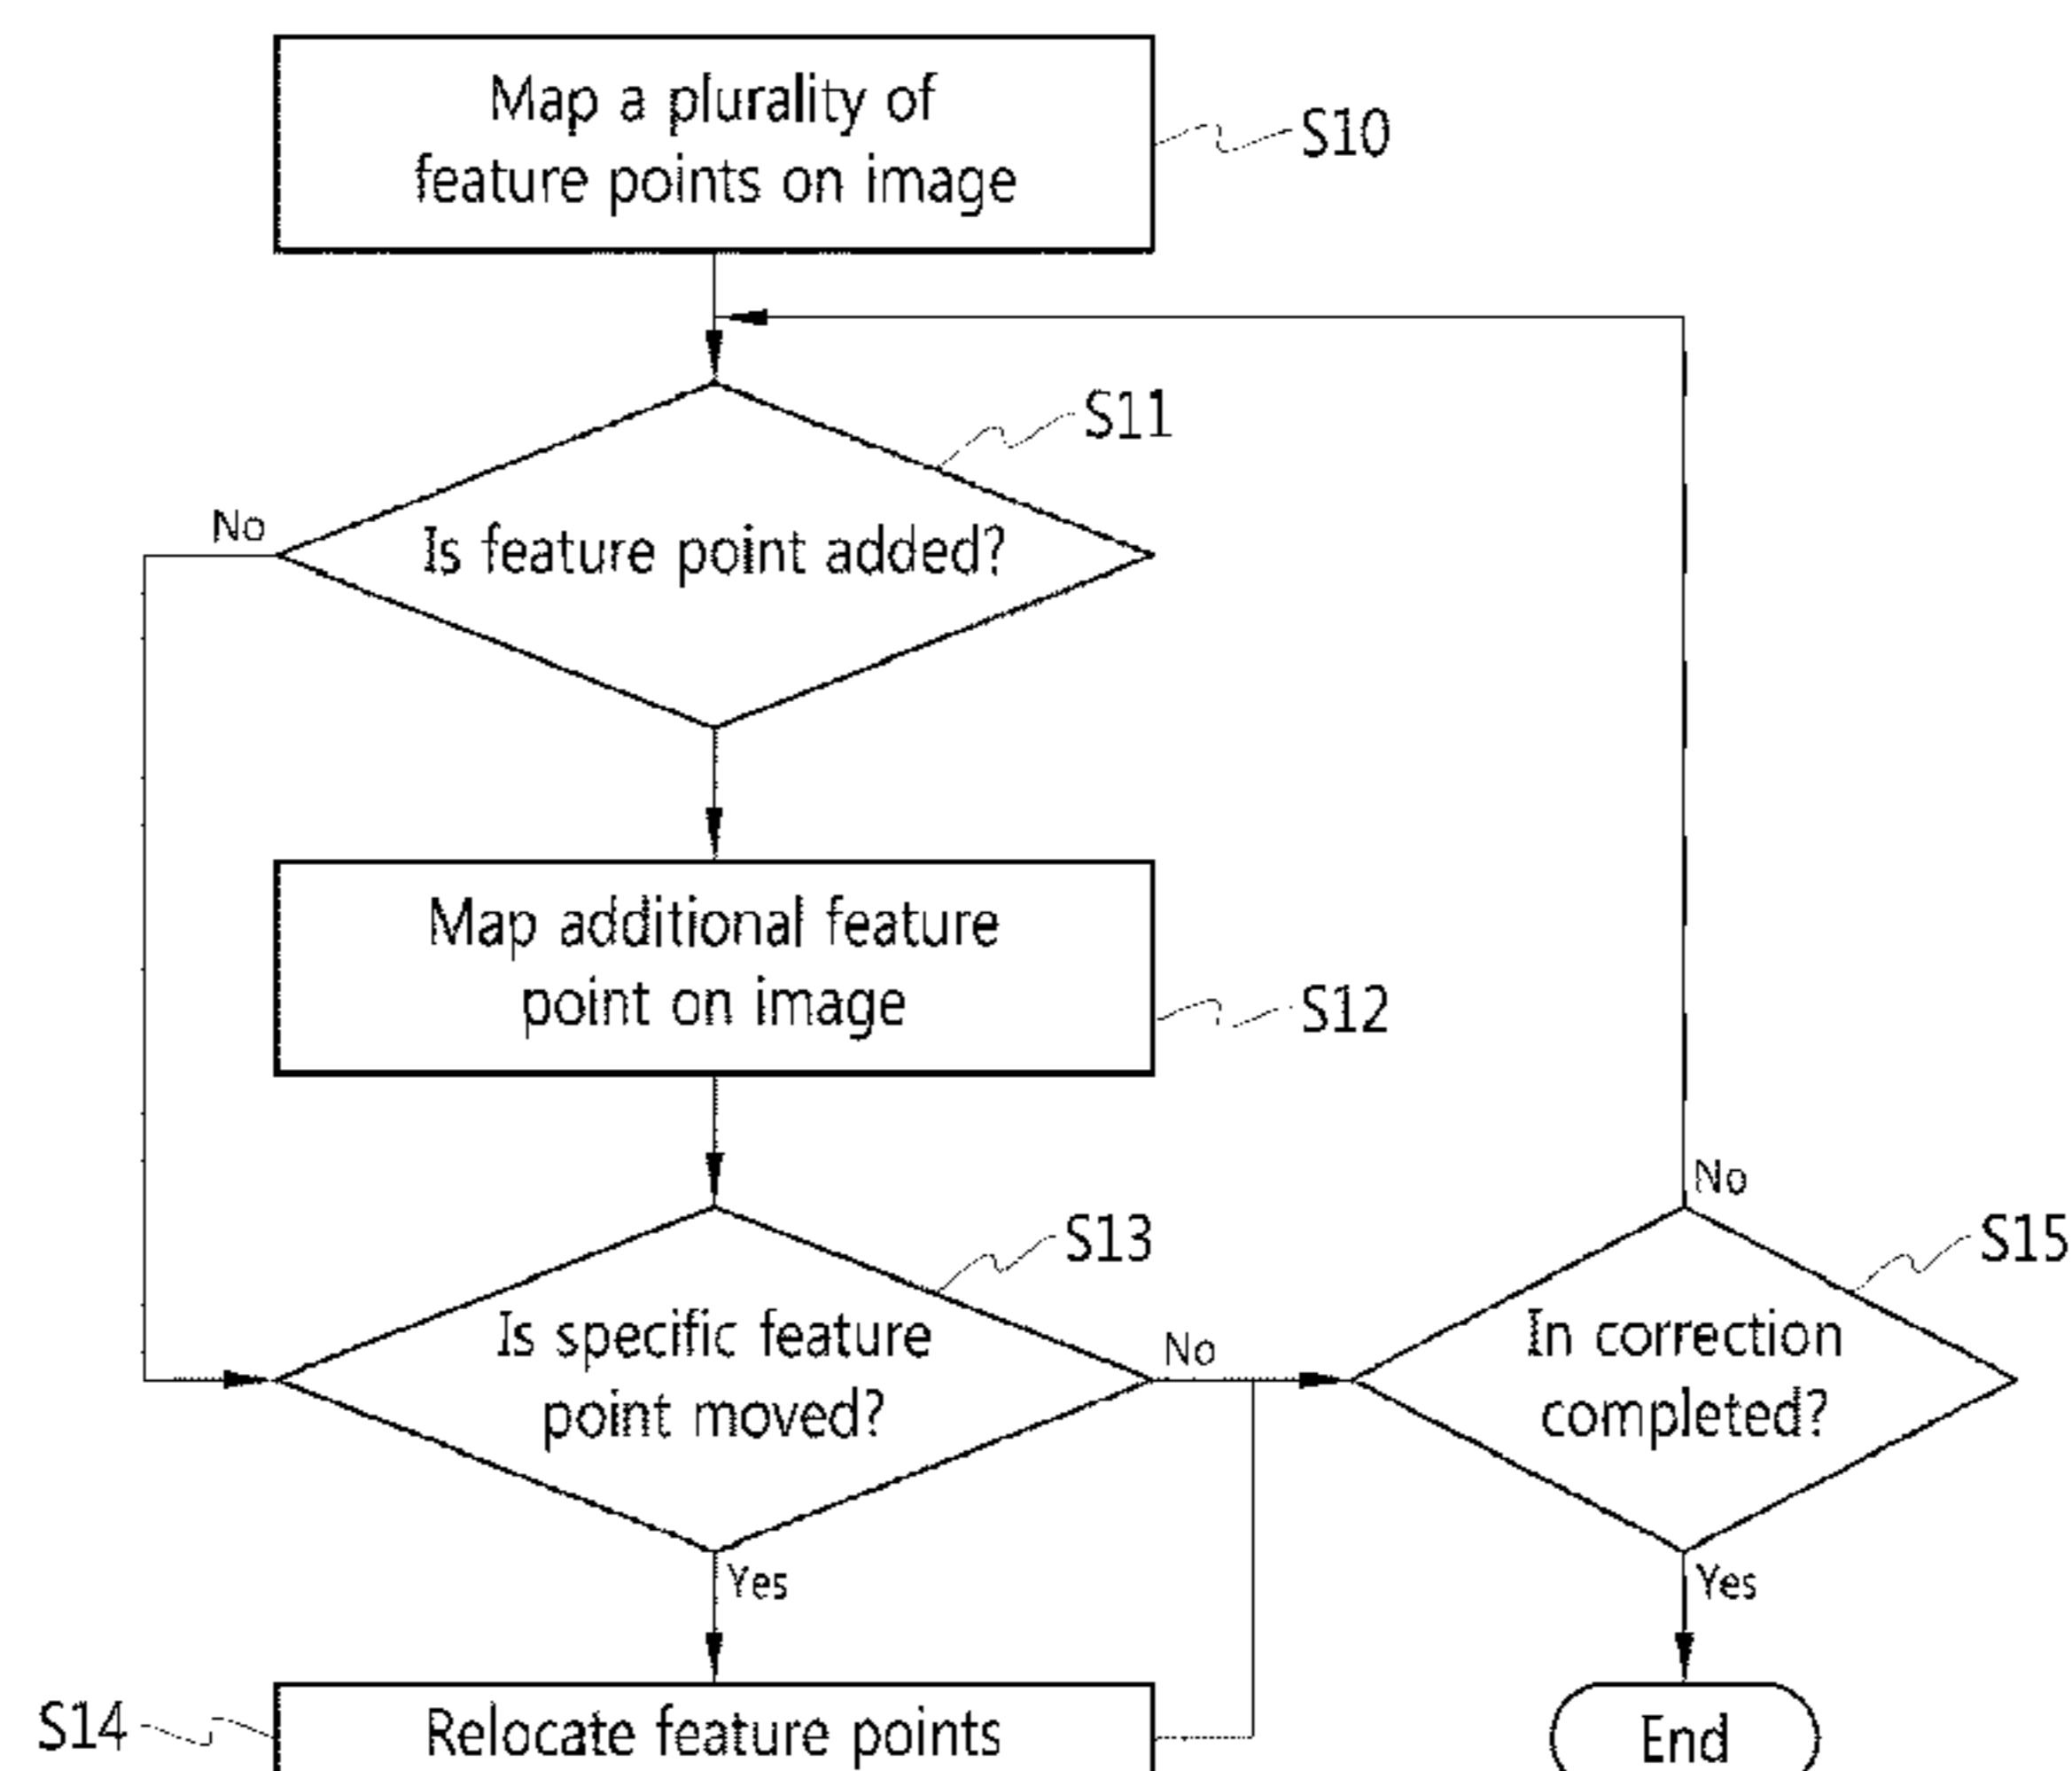 Map a plurality of
feature points on image
S10
S11
No
Is feature point added?
Map additional feature
point on image
S12
S13
Is specific feature
point moved?
No
Yes
S14
Relocate feature points
No
S15
In correction
completed?
Yes
End